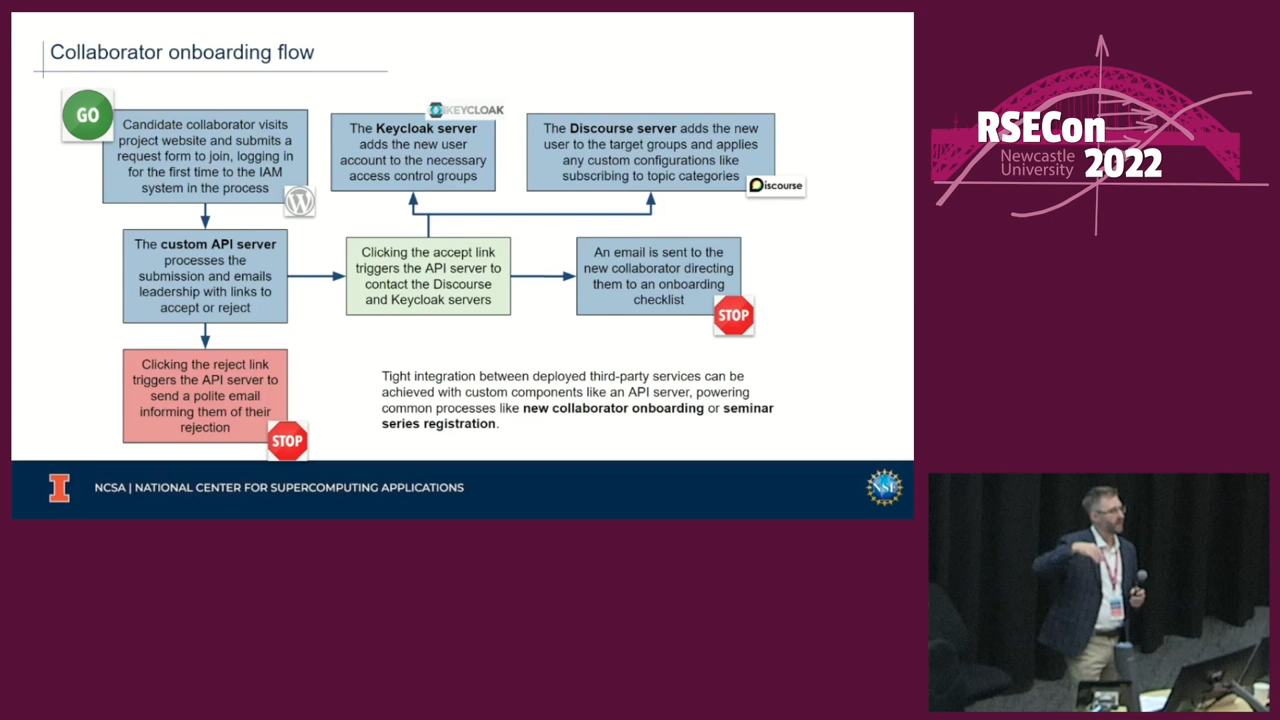 Collaborator onboarding flow
GO
Candidate collaborator visits
project website and submits a
request form to join, logging in
for the first time to the IAM
system in the process
KEYCLOAK
The Keycloak server
adds the new user
account to the necessary
access control groups
The Discourse server adds the new
user to the target groups and applies
any custom configurations like
subscribing to topic categories
Discourse
The custom API server
processes the
submission and emails
leadership with links to
accept or reject
Clicking the accept link
triggers the API server to
contact the Discourse
and Keycloak servers
An email is sent to the
new collaborator directing
them to an onboarding
checklist
STOP
Clicking the reject link
triggers the API server to
send a polite email
informing them of their
rejection
STOP
Tight integration between deployed third-party services can be
achieved with custom components like an API server, powering
common processes like new collaborator onboarding or seminar
series registration.
NCSA | NATIONAL CENTER FOR SUPERCOMPUTING APPLICATIONS
NSF
RSECon
Newcastle
University
2022